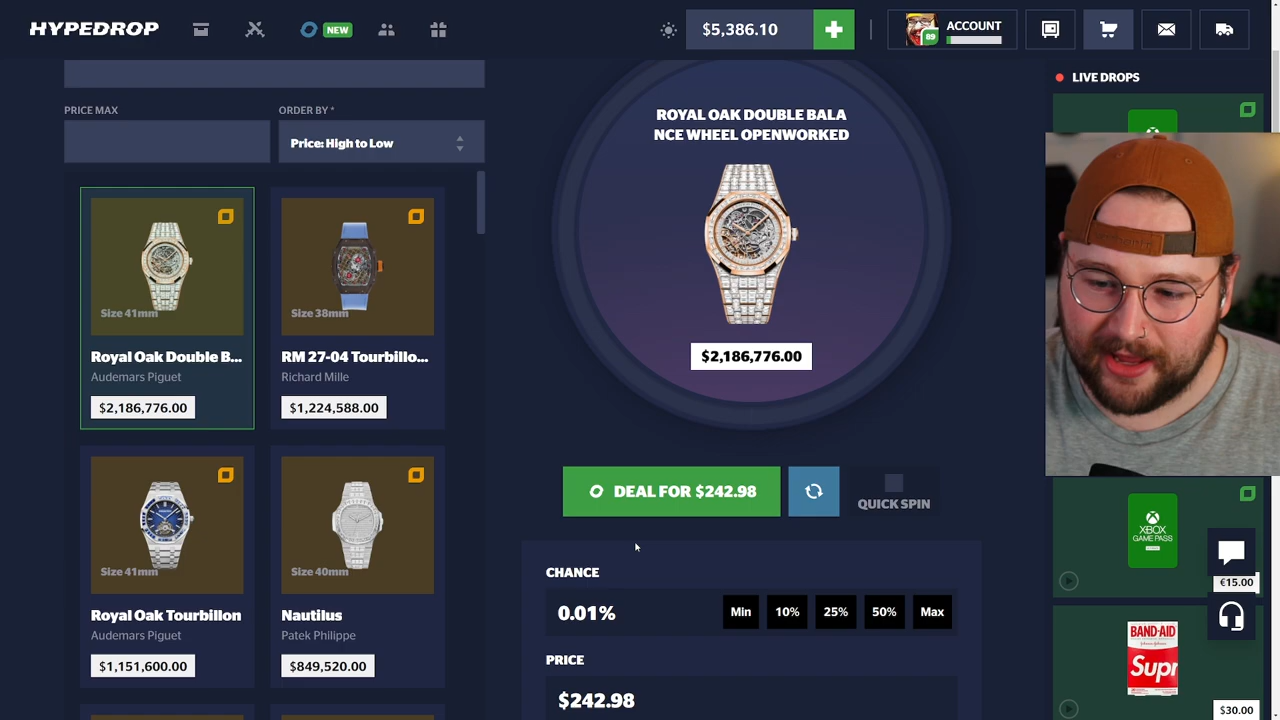 HYPEDROP
NEW
$5,386.10
89
ACCOUNT
LIVE DROPS
PRICE MAX
ORDER BY *
Price: High to Low
Size 41mm
Royal Oak Double B...
Audemars Piguet
$2,186,776.00
Size 38mm
RM 27-04 Tourbillo...
Richard Mille
$1,224,588.00
Size 41mm
Royal Oak Tourbillon
Audemars Piguet
$1,151,600.00
Size 40mm
Nautilus
Patek Philippe
$849,520.00
ROYAL OAK DOUBLE BALA
NCE WHEEL OPENWORKED
$2,186,776.00
DEAL FOR $242.98
QUICK SPIN
CHANCE
0.01%
Min
10%
25%
50%
Max
PRICE
$242.98
XBOX
GAME PASS
€15.00
BAND-AID
Supr
$30.00